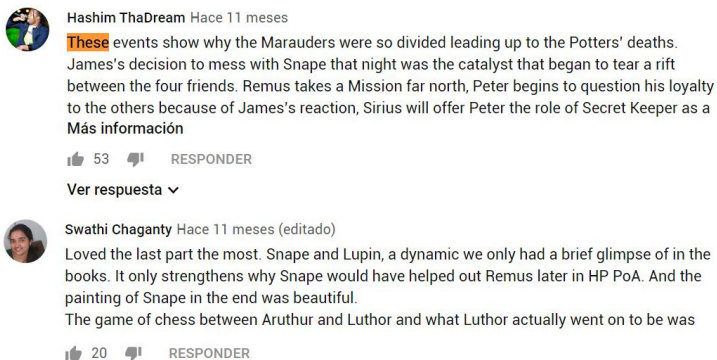 Hashim ThaDream Hace 11 meses
These events show why the Marauders were so divided leading up to the Potters' deaths.
James's decision to mess with Snape that night was the catalyst that began to tear a rift
between the four friends. Remus takes a Mission far north, Peter begins to question his loyalty
to the others because of James's reaction, Sirius will offer Peter the role of Secret Keeper as a
Más información
53 RESPONDER
Ver respuesta
Swathi Chaganty Hace 11 meses (editado)
Loved the last part the most. Snape and Lupin, a dynamic we only had a brief glimpse of in the
books. It only strengthens why Snape would have helped out Remus later in HP PoA. And the
painting of Snape in the end was beautiful.
The game of chess between Aruthur and Luthor and what Luthor actually went on to be was
20 RESPONDER